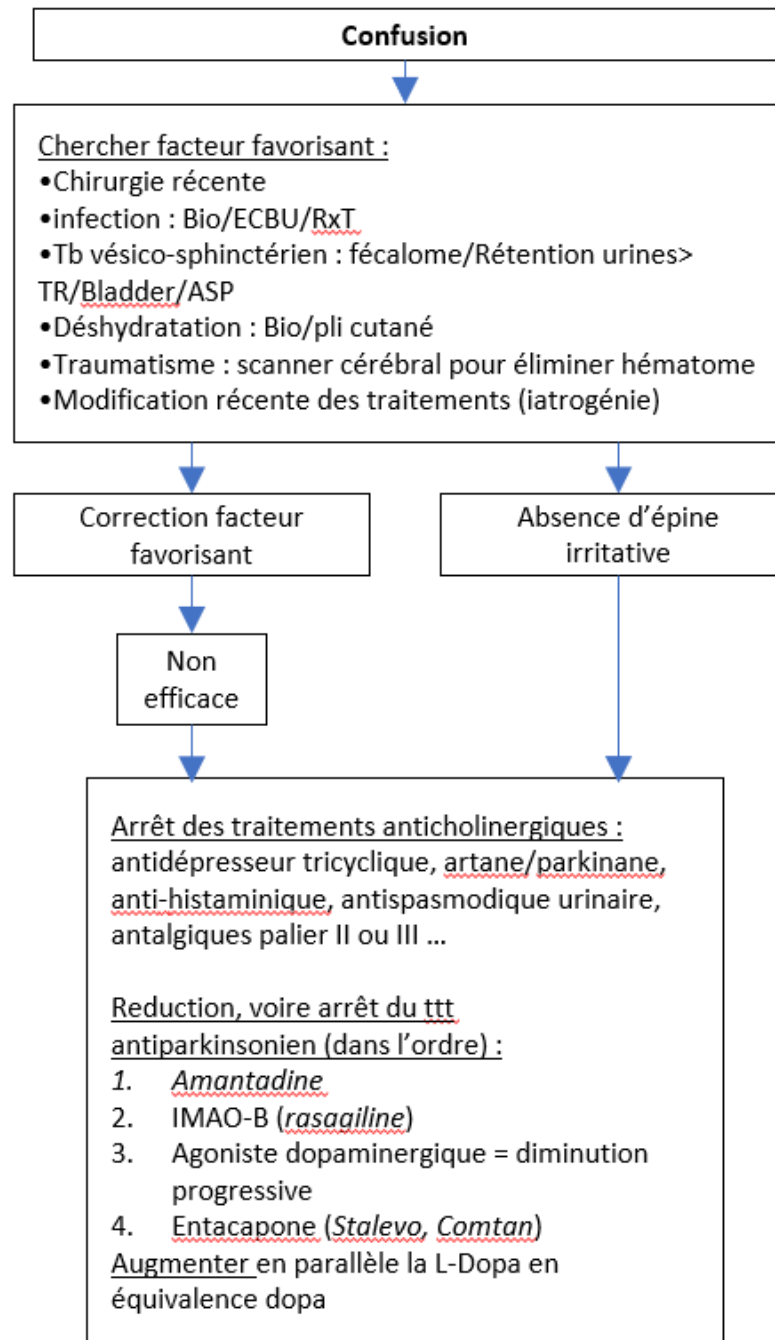 Confusion
Chercher facteur favorisant :
•Chirurgie récente
•infection : Bio/ECBU/RxT
•Tb vésico-sphinctérien : fécalome/Rétention urines>
TR/Bladder/ASP
•Déshydratation : Bio/pli cutané
•Traumatisme : scanner cérébral pour éliminer hématome
•Modification récente des traitements (iatrogénie)
Correction facteur
favorisant
Absence d'épine
irritative
Non
efficace
Arrêt des traitements anticholinergiques :
antidépresseur tricyclique, artane/parkinane,
anti-histaminique, antispasmodique urinaire,
antalgiques palier II ou III ...
Reduction, voire arrêt du ttt
antiparkinsonien (dans l'ordre) :
1. Amantadine
2. IMAO-B (rasagiline)
3. Agoniste dopaminergique = diminution
progressive
4. Entacapone (Stalevo, Comtan)
Augmenter en parallèle la L-Dopa en
équivalence dopa